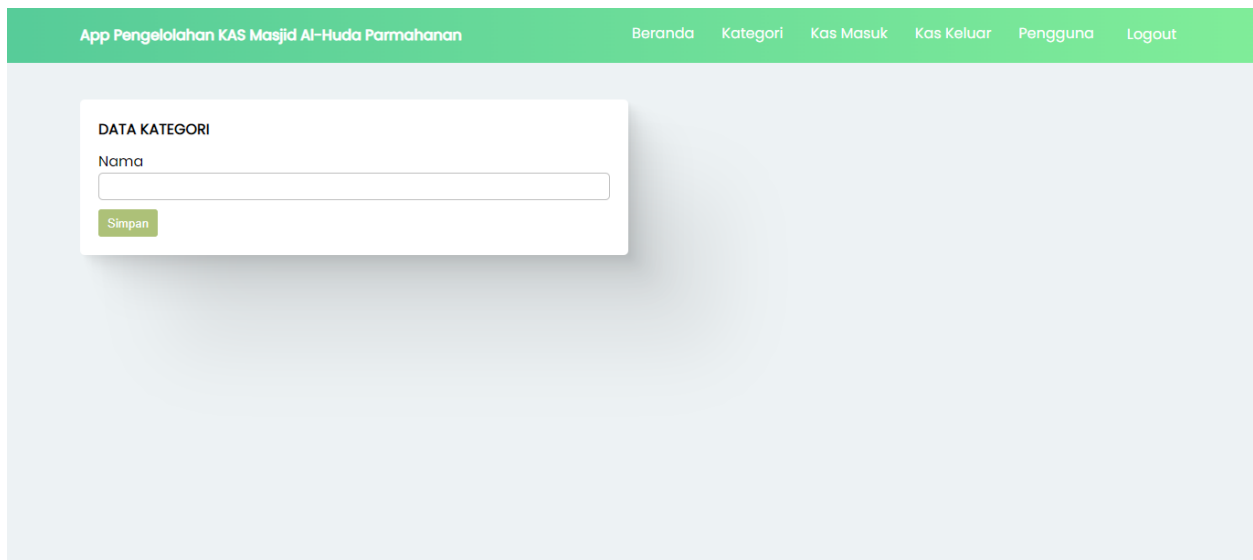 App Pengelolahan KAS Masjid Al-Huda Parmahanan Beranda Kategori Kas Masuk Kas Keluar Pengguna Logout
DATA KATEGORI
Nama
Simpan